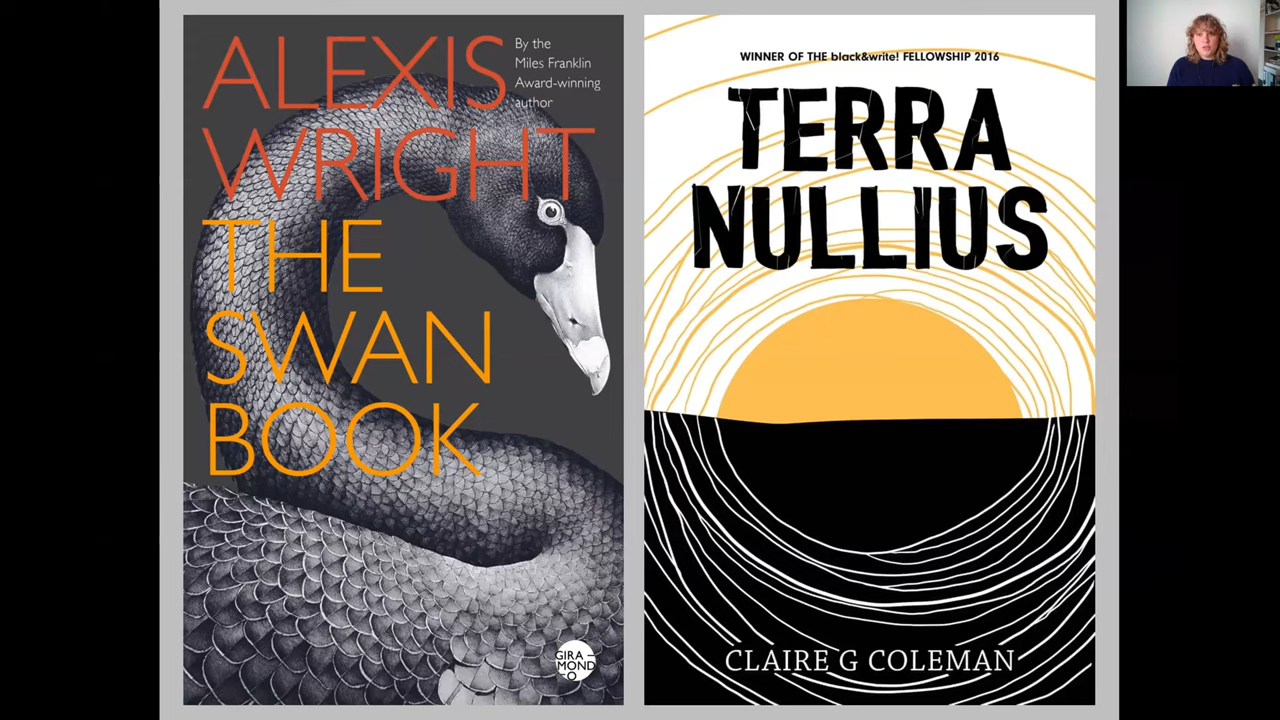 ALEXIS
WRIGHT
THE
SWAN
BOOK
By the
Miles Franklin
Award-winning
author
GIRA
MOND
O
WINNER OF THE black&write! FELLOWSHIP 2016
TERRA
NULLIUS
CLAIRE G COLEMAN